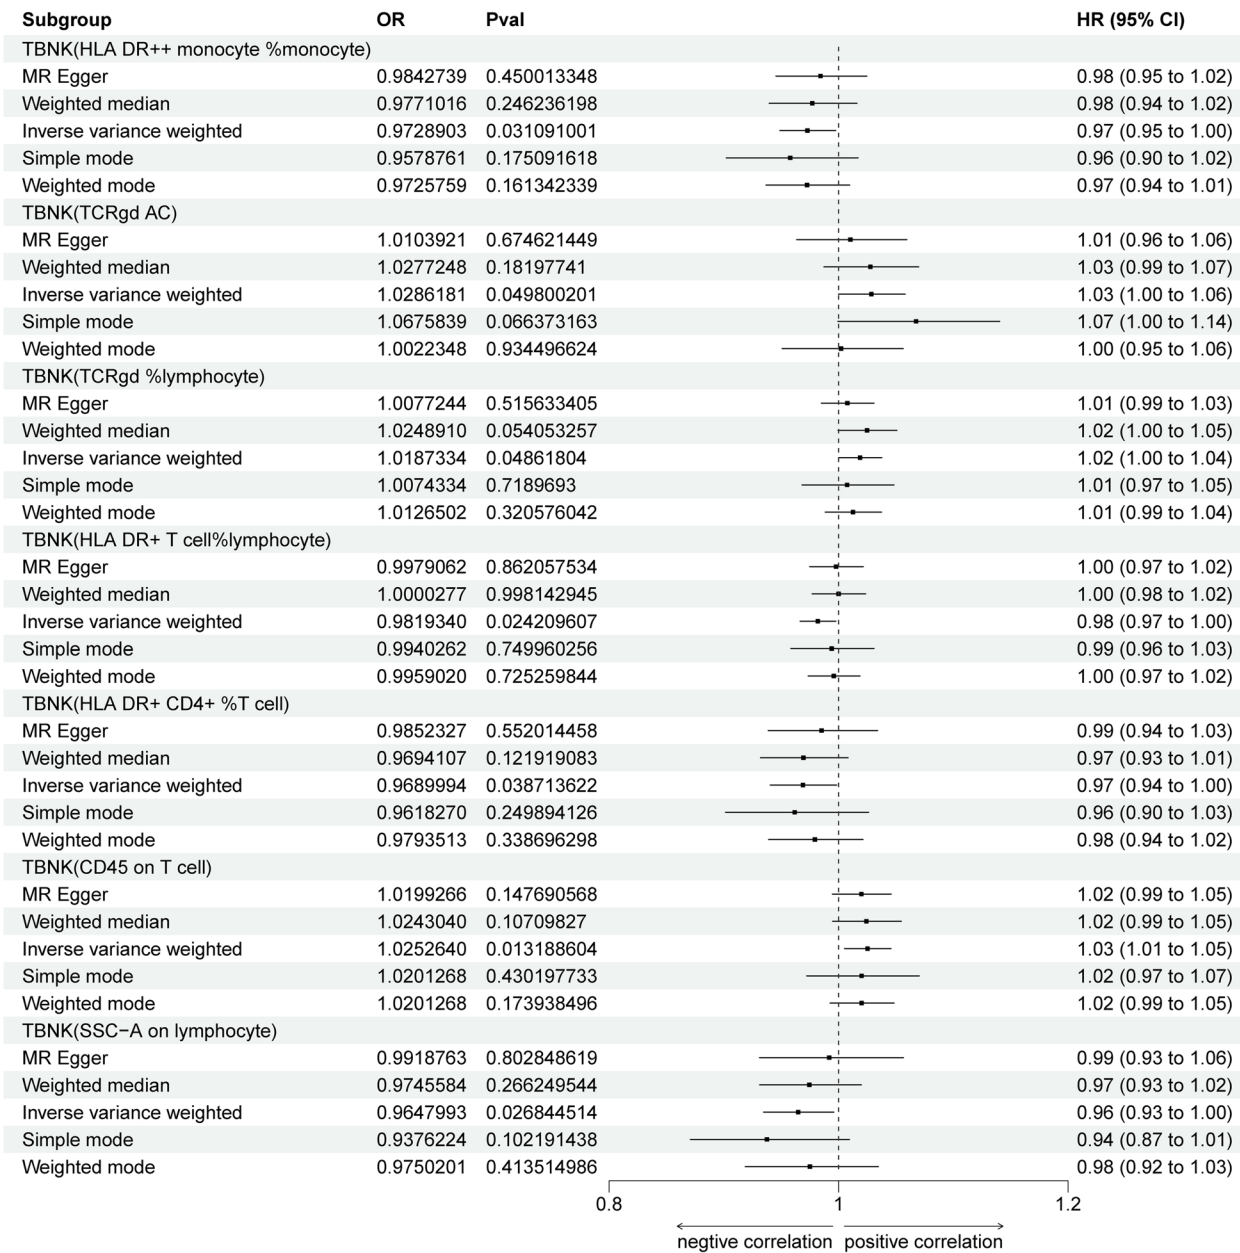 Subgroup OR Pval HR (95% CI)
TBNK(HLA DR++ monocyte %monocyte)
MR Egger 0.9842739 0.450013348 0.98 (0.95 to 1.02)
Weighted median 0.9771016 0.246236198 0.98 (0.94 to 1.02)
Inverse variance weighted 0.9728903 0.031091001 0.97 (0.95 to 1.00)
Simple mode 0.9578761 0.175091618 0.96 (0.90 to 1.02)
Weighted mode 0.9725759 0.161342339 0.97 (0.94 to 1.01)
TBNK(TCRgd AC)
MR Egger 1.0103921 0.674621449 1.01 (0.96 to 1.06)
Weighted median 1.0277248 0.18197741 1.03 (0.99 to 1.07)
Inverse variance weighted 1.0286181 0.049800201 1.03 (1.00 to 1.06)
Simple mode 1.0675839 0.066373163 1.07 (1.00 to 1.14)
Weighted mode 1.0022348 0.934496624 1.00 (0.95 to 1.06)
TBNK(TCRgd %lymphocyte)
MR Egger 1.0077244 0.515633405 1.01 (0.99 to 1.03)
Weighted median 1.0248910 0.054053257 1.02 (1.00 to 1.05)
Inverse variance weighted 1.0187334 0.04861804 1.02 (1.00 to 1.04)
Simple mode 1.0074334 0.7189693 1.01 (0.97 to 1.05)
Weighted mode 1.0126502 0.320576042 1.01 (0.99 to 1.04)
TBNK(HLA DR+ T cell%lymphocyte)
MR Egger 0.9979062 0.862057534 1.00 (0.97 to 1.02)
Weighted median 1.0000277 0.998142945 1.00 (0.98 to 1.02)
Inverse variance weighted 0.9819340 0.024209607 0.98 (0.97 to 1.00)
Simple mode 0.9940262 0.749960256 0.99 (0.96 to 1.03)
Weighted mode 0.9959020 0.725259844 1.00 (0.97 to 1.02)
TBNK(HLA DR+ CD4+ %T cell)
MR Egger 0.9852327 0.552014458 0.99 (0.94 to 1.03)
Weighted median 0.9694107 0.121919083 0.97 (0.93 to 1.01)
Inverse variance weighted 0.9689994 0.038713622 0.97 (0.94 to 1.00)
Simple mode 0.9618270 0.249894126 0.96 (0.90 to 1.03)
Weighted mode 0.9793513 0.338696298 0.98 (0.94 to 1.02)
TBNK(CD45 on T cell)
MR Egger 1.0199266 0.147690568 1.02 (0.99 to 1.05)
Weighted median 1.0243040 0.10709827 1.02 (0.99 to 1.05)
Inverse variance weighted 1.0252640 0.013188604 1.03 (1.01 to 1.05)
Simple mode 1.0201268 0.430197733 1.02 (0.97 to 1.07)
Weighted mode 1.0201268 0.173938496 1.02 (0.99 to 1.05)
TBNK(SSC−A on lymphocyte)
MR Egger 0.9918763 0.802848619 0.99 (0.93 to 1.06)
Weighted median 0.9745584 0.266249544 0.97 (0.93 to 1.02)
Inverse variance weighted 0.9647993 0.026844514 0.96 (0.93 to 1.00)
Simple mode 0.9376224 0.102191438 0.94 (0.87 to 1.01)
Weighted mode 0.9750201 0.413514986 0.98 (0.92 to 1.03)
0.8 1 1.2
negtive correlation positive correlation